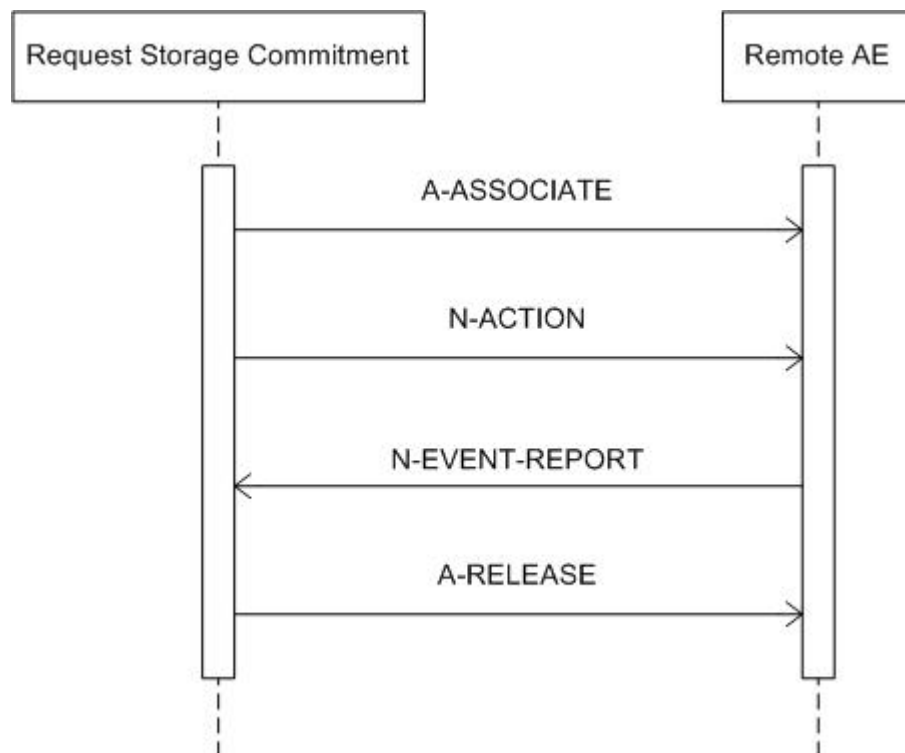 Request Storage Commitment
Remote AE
A-ASSOCIATE
N-ACTION
N-EVENT-REPORT
A-RELEASE